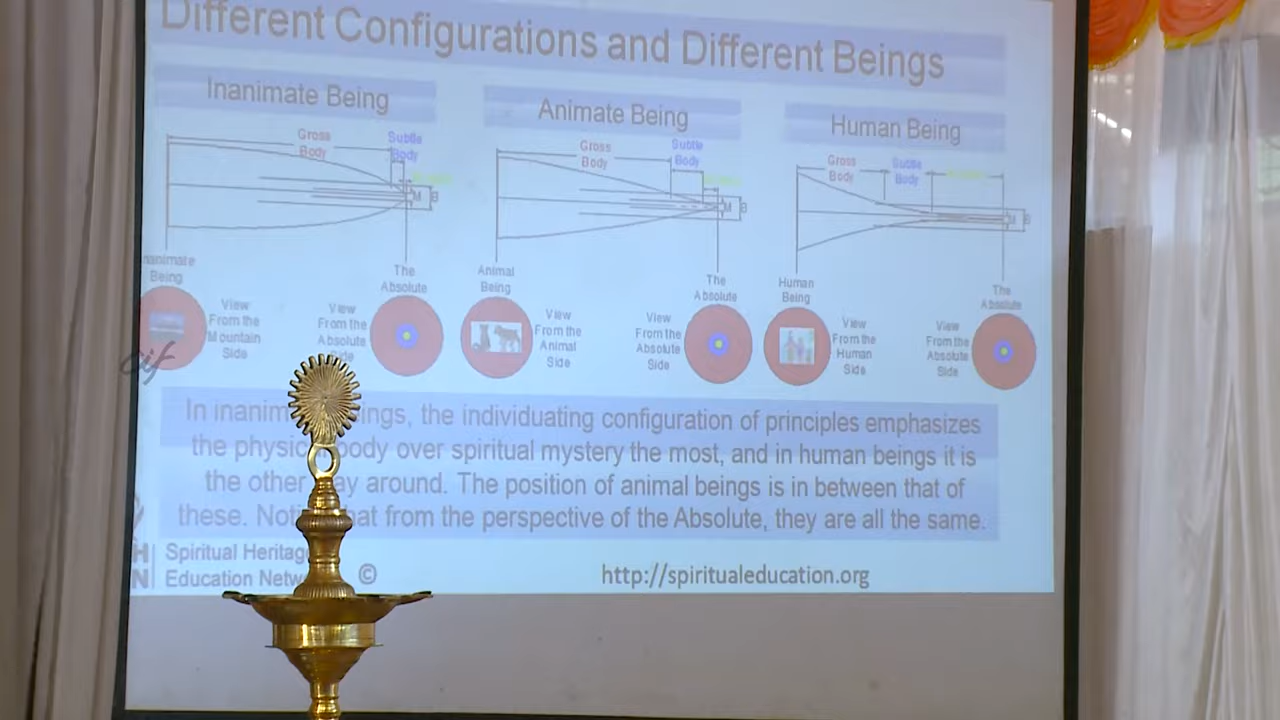 Different Configurations and Different Beings
Inanimate Being
Animate Being
Human Being
Gross
Body
Subtle
Body
M
B
Gross
Body
Subtle
Body
M
B
Gross
Body
Subtle
Body
M
B
Being
The
Absolute
Animal
Being
The
Absolute
Human
Being
The
Absolute
View
From the
Mountain
Side
View
From the
Absolute
View
From the
Animal
Side
View
From the
Absolute
Side
View
From the
Human
Side
View
From the
Absolute
Side
cif
In beings, the individuating configuration of principles emphasizes
the body over spiritual mystery the most, and in human beings it is
the other around. The position of animal beings is in between that of
these. that from the perspective of the Absolute, they are all the same.
H Spiritual
N Education
©
http://spiritualeducation.org